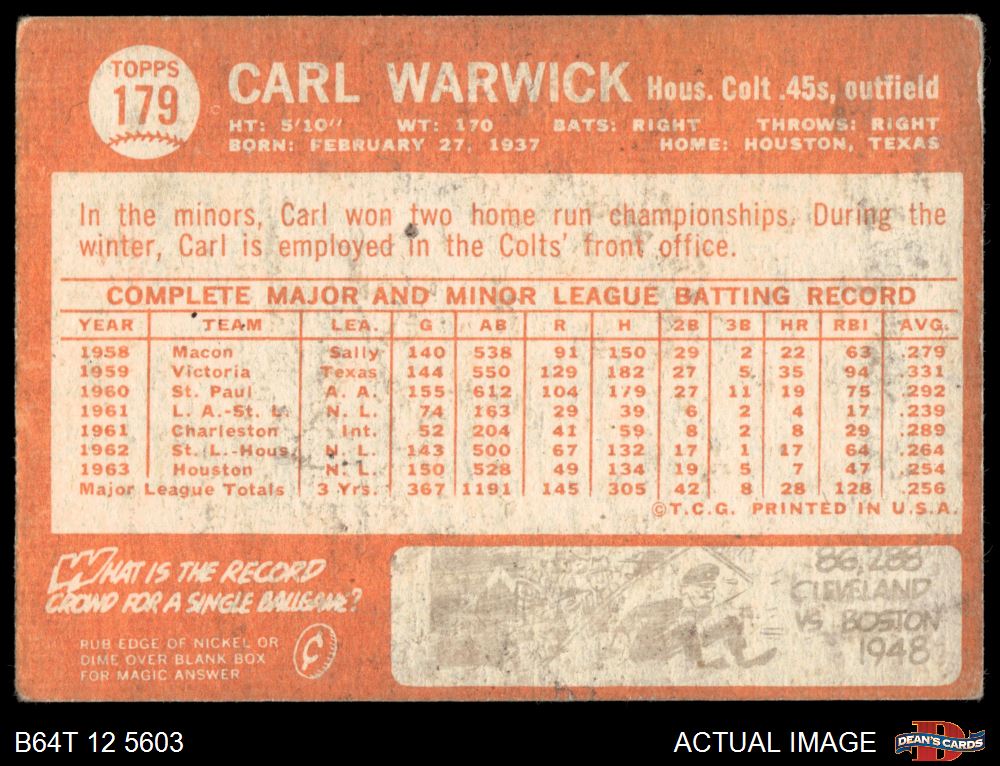 TOPPS
179
CARL WARWICK Hous. Colt .45s, outfield
HT: 5'10" WT: 170 BATS: RIGHT THROWS: RIGHT
BORN: FEBRUARY 27, 1937 HOME: HOUSTON, TEXAS
In the minors, Carl won two home run championships. During the
winter, Carl is employed in the Colts' front office.
COMPLETE MAJOR AND MINOR LEAGUE BATTING RECORD
YEAR TEAM LEA. G AB R H 2B 3B HR RBI AVG.
1958 Macon Sally 140 538 91 150 29 2 22 63 .279
1959 Victoria Texas 144 550 129 182 27 5 35 94 .331
1960 St. Paul A. A. 155 612 104 179 27 11 19 75 .292
1961 L. A.-St. L. N. L. 74 163 29 39 6 2 4 17 .239
1961 Charleston Int. 52 204 41 59 8 2 8 29 .289
1962 St. L.-Hous. N. L. 143 500 67 132 17 1 17 64 .264
1963 Houston N. L. 150 528 49 134 19 5 7 47 .254
Major League Totals 3 Yrs. 367 1191 145 305 42 8 28 128 .256
©T.C.G. PRINTED IN U.S.A.
WHAT IS THE RECORD
CROWD FOR A SINGLE BALLGAME?
RUB EDGE OF NICKEL OR
DIME OVER BLANK BOX
FOR MAGIC ANSWER
86,288
CLEVELAND
VS BOSTON
1948
B64T 12 5603 ACTUAL IMAGE DEAN'S CARDS